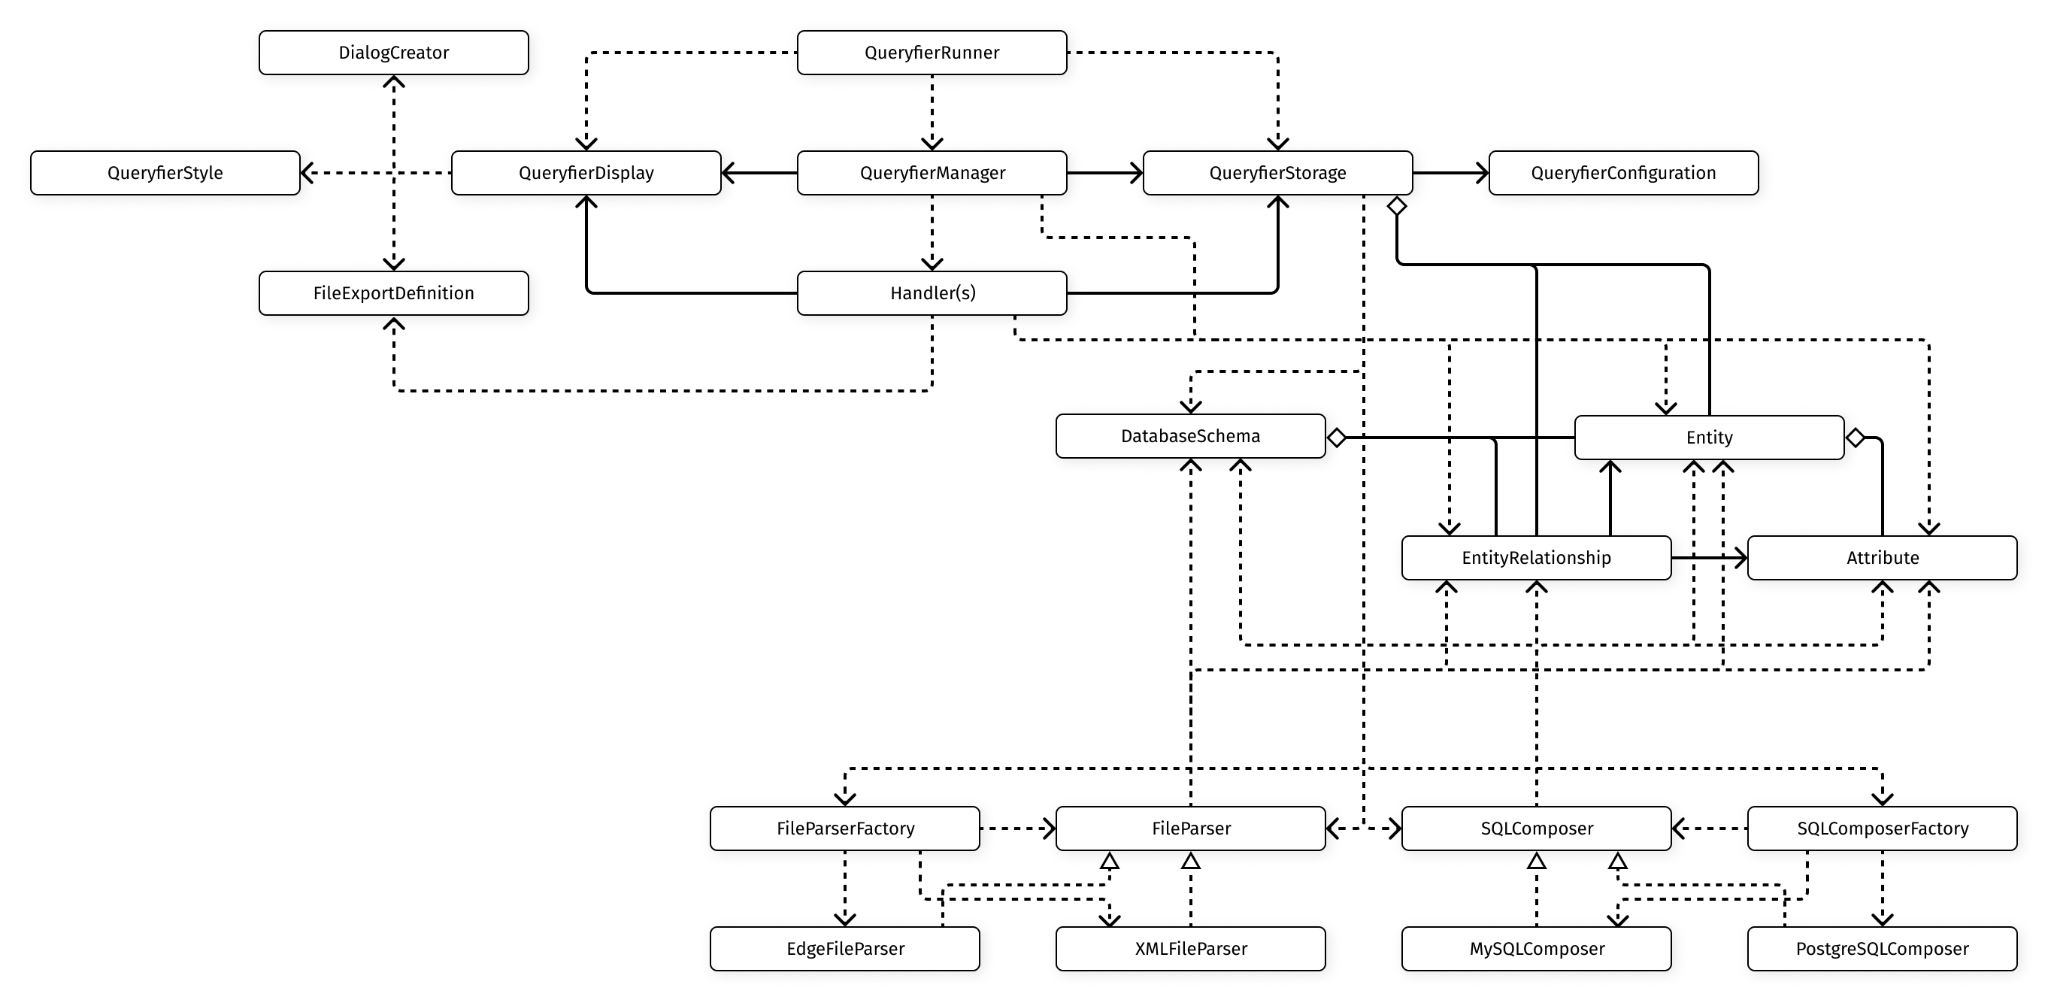 DialogCreator
QueryfierRunner
QueryfierStyle
QueryfierDisplay
QueryfierManager
QueryfierStorage
QueryfierConfiguration
FileExportDefinition
Handler(s)
DatabaseSchema
Entity
EntityRelationship
Attribute
FileParserFactory
FileParser
SQLComposer
SQLComposerFactory
EdgeFileParser
XMLFileParser
MySQLComposer
PostgreSQLComposer